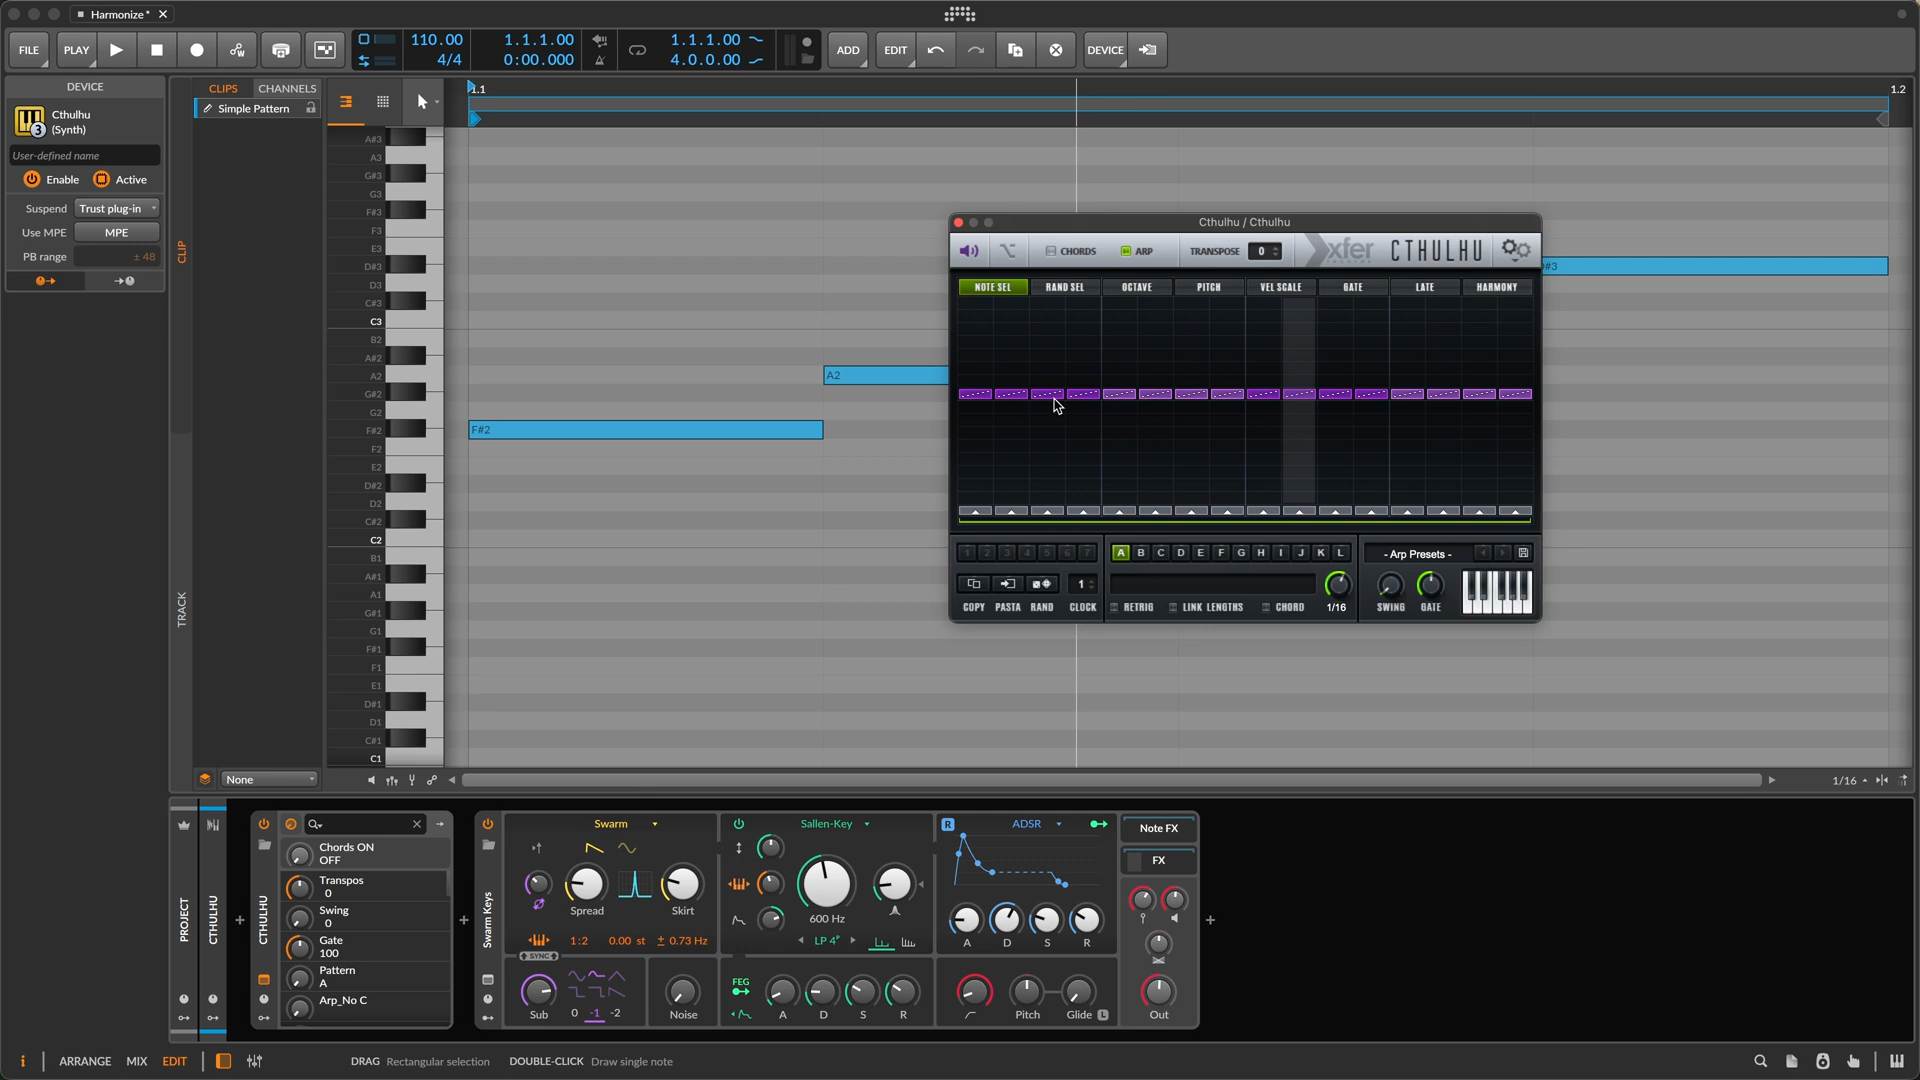 Harmonize*
FILE
PLAY
110.00
4/4
1.1.1.00
0:00.000
1.1.1.00
4.0.0.00
ADD
EDIT
DEVICE
DEVICE
Cthulhu
(Synth)
User-defined name
Enable
Active
Suspend
Trust plug-in
Use MPE
MPE
PB range
± 48
CLIP
TRACK
CLIPS
CHANNELS
Simple Pattern
None
1.1
1.2
A#3
A3
G#3
G3
F#3
F3
E3
D#3
D3
C#3
C3
B2
A#2
A2
G#2
G2
F#2
F2
E2
D#2
D2
C#2
C2
B1
A#1
A1
G#1
G1
F#1
F1
E1
D#1
D1
C#1
C1
F#2
A2
#3
Cthulhu / Cthulhu
CHORDS
ARP
TRANSPOSE
0
xfer
CTHULHU
NOTE SEL
RAND SEL
OCTAVE
PITCH
VEL SCALE
GATE
LATE
HARMONY
1 2 3 4 5 6 7
A B C D E F G H I J K L
- Arp Presets -
1
COPY
PASTA
RAND
CLOCK
RETRIG
LINK LENGTHS
CHORD
1/16
SWING
GATE
1/16
PROJECT
CTHULHU
CTHULHU
Chords ON
OFF
Transpos
0
Swing
0
Gate
100
Pattern
A
Arp_No C
Swarm Keys
Swarm
Spread
Skirt
1:2
0.00 st
± 0.73 Hz
SYNC
Sub
0
-1
-2
Noise
Sallen-Key
600 Hz
LP 4ᴾ
FEG
A
D
S
R
R
ADSR
A
D
S
R
Pitch
Glide
L
Note FX
FX
Out
i
ARRANGE
MIX
EDIT
DRAG Rectangular selection
DOUBLE-CLICK Draw single note